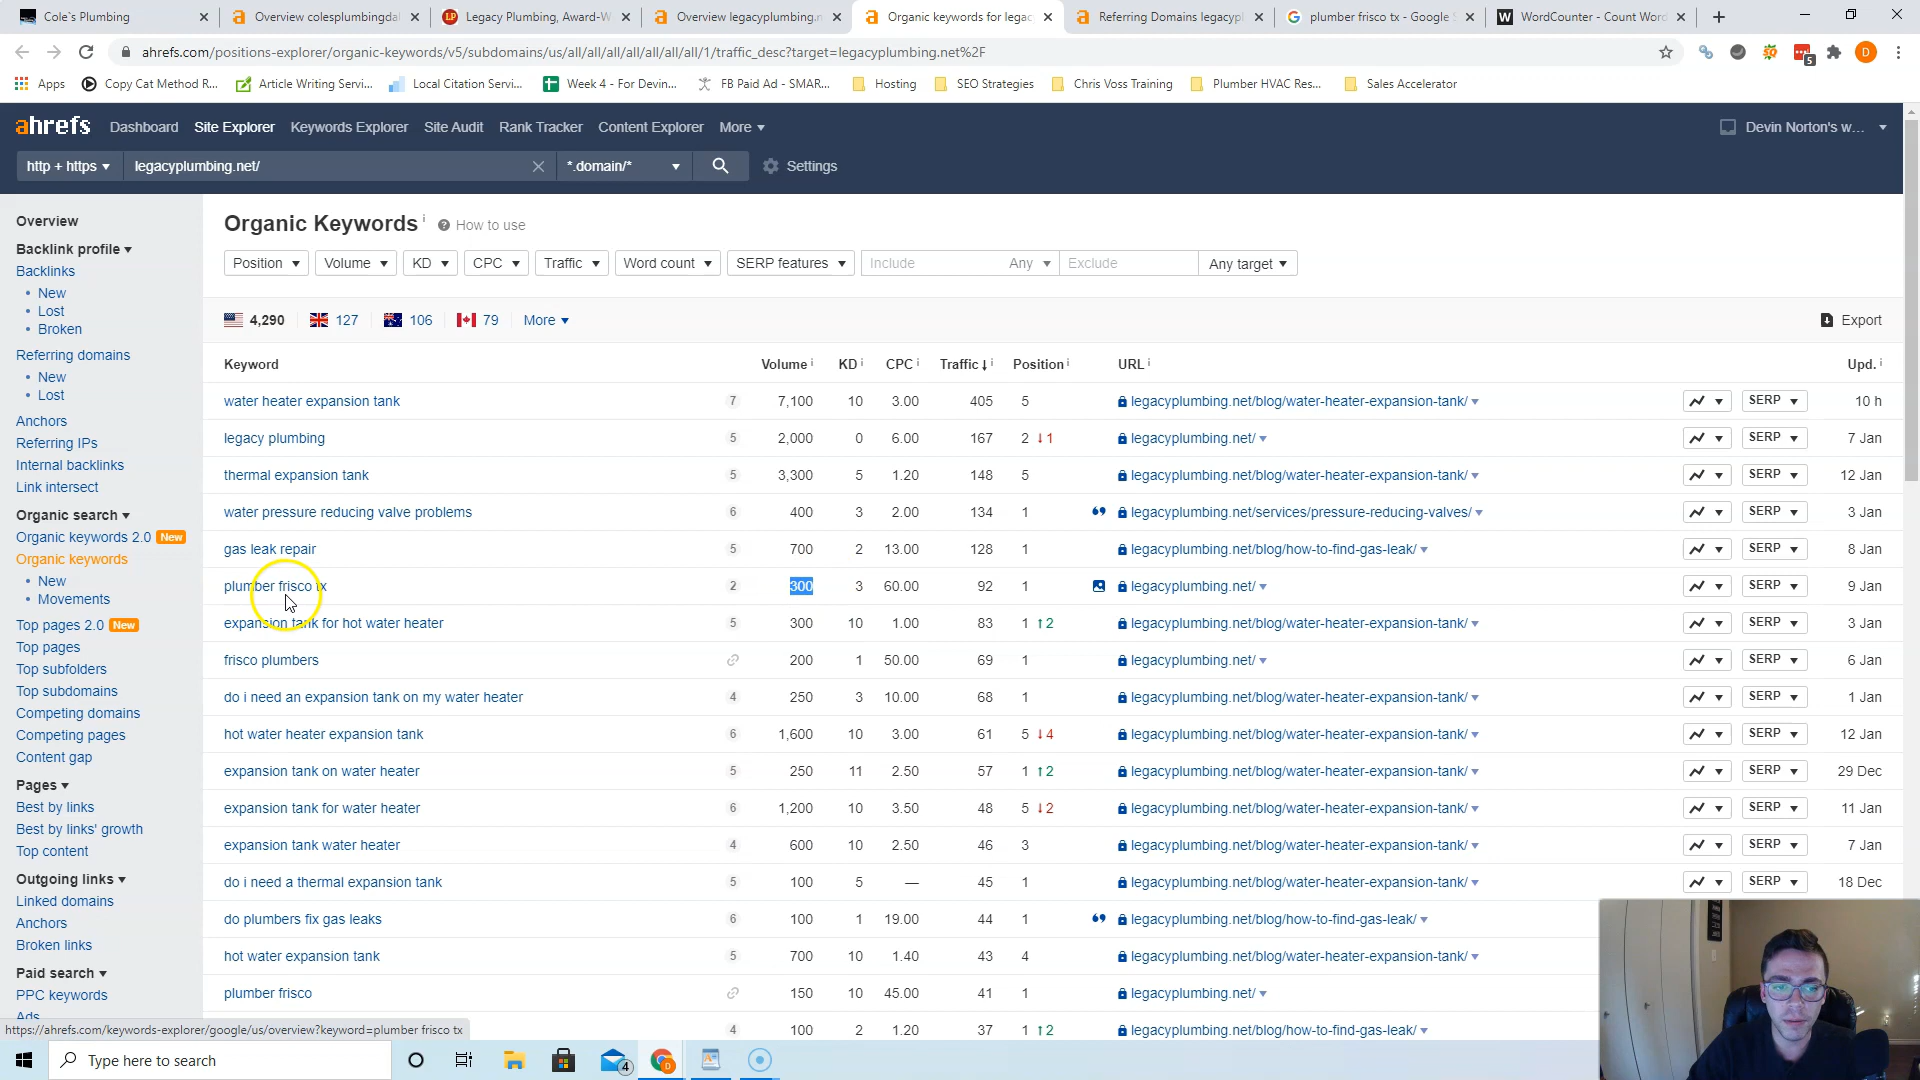 Cole's Plumbing
Overview colesplumbingdal
Legacy Plumbing, Award-W
Overview legacyplumbing.n
Organic keywords for legac
Referring Domains legacypl
plumber frisco tx - Google S
WordCounter - Count Word
ahrefs.com/positions-explorer/organic-keywords/v5/subdomains/us/all/all/all/all/all/all/all/1/traffic_desc?target=legacyplumbing.net%2F
Apps
Copy Cat Method R...
Article Writing Servi...
Local Citation Servi...
Week 4 - For Devin...
FB Paid Ad - SMAR...
Hosting
SEO Strategies
Chris Voss Training
Plumber HVAC Res...
Sales Accelerator
ahrefs
Dashboard
Site Explorer
Keywords Explorer
Site Audit
Rank Tracker
Content Explorer
More
Devin Norton's w...
http + https
legacyplumbing.net/
*.domain/*
Settings
Overview
Backlink profile
Backlinks
New
Lost
Broken
Referring domains
New
Lost
Anchors
Referring IPs
Internal backlinks
Link intersect
Organic search
Organic keywords 2.0 New
Organic keywords
New
Movements
Top pages 2.0 New
Top pages
Top subfolders
Top subdomains
Competing domains
Competing pages
Content gap
Pages
Best by links
Best by links' growth
Top content
Outgoing links
Linked domains
Anchors
Broken links
Paid search
PPC keywords
Ads
Organic Keywords i ? How to use
Position Volume KD CPC Traffic Word count SERP features Include Any Exclude Any target
4,290 127 106 79 More Export
Keyword Volume KD CPC Traffic Position URL Upd.
water heater expansion tank 7 7,100 10 3.00 405 5 legacyplumbing.net/blog/water-heater-expansion-tank/ SERP 10 h
legacy plumbing 5 2,000 0 6.00 167 2 ↓1 legacyplumbing.net/ SERP 7 Jan
thermal expansion tank 5 3,300 5 1.20 148 5 legacyplumbing.net/blog/water-heater-expansion-tank/ SERP 12 Jan
water pressure reducing valve problems 6 400 3 2.00 134 1 legacyplumbing.net/services/pressure-reducing-valves/ SERP 3 Jan
gas leak repair 5 700 2 13.00 128 1 legacyplumbing.net/blog/how-to-find-gas-leak/ SERP 8 Jan
plumber frisco tx 2 300 3 60.00 92 1 legacyplumbing.net/ SERP 9 Jan
expansion tank for hot water heater 5 300 10 1.00 83 1 ↑2 legacyplumbing.net/blog/water-heater-expansion-tank/ SERP 3 Jan
frisco plumbers 200 1 50.00 69 1 legacyplumbing.net/ SERP 6 Jan
do i need an expansion tank on my water heater 4 250 3 10.00 68 1 legacyplumbing.net/blog/water-heater-expansion-tank/ SERP 1 Jan
hot water heater expansion tank 6 1,600 10 3.00 61 5 ↓4 legacyplumbing.net/blog/water-heater-expansion-tank/ SERP 12 Jan
expansion tank on water heater 5 250 11 2.50 57 1 ↑2 legacyplumbing.net/blog/water-heater-expansion-tank/ SERP 29 Dec
expansion tank for water heater 6 1,200 10 3.50 48 5 ↓2 legacyplumbing.net/blog/water-heater-expansion-tank/ SERP 11 Jan
expansion tank water heater 4 600 10 2.50 46 3 legacyplumbing.net/blog/water-heater-expansion-tank/ SERP 7 Jan
do i need a thermal expansion tank 5 100 5 — 45 1 legacyplumbing.net/blog/water-heater-expansion-tank/ SERP 18 Dec
do plumbers fix gas leaks 6 100 1 19.00 44 1 legacyplumbing.net/blog/how-to-find-gas-leak/
hot water expansion tank 5 700 10 1.40 43 4 legacyplumbing.net/blog/water-heater-expansion-tank/
plumber frisco 150 10 45.00 41 1 legacyplumbing.net/
4 100 2 1.20 37 1 ↑2 legacyplumbing.net/blog/how-to-find-gas-leak/
https://ahrefs.com/keywords-explorer/google/us/overview?keyword=plumber frisco tx
Type here to search
4